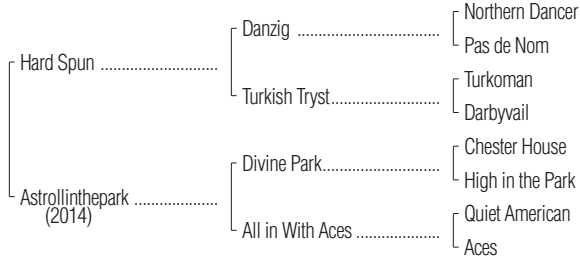 Northern Dancer
Danzig ................................
Pas de Nom
Hard Spun ..........................
Turkoman
Turkish Tryst........................
Darbyvail
Chester House
Divine Park..........................
High in the Park
Astrollinthepark ..................
(2014)
Quiet American
All in With Aces ..................
Aces